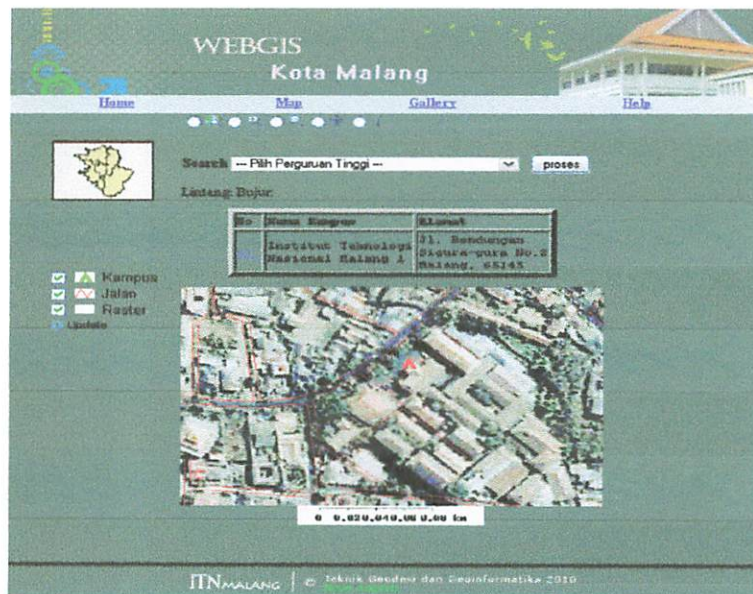 WEBGIS
Kota Malang
Home Map Gallery Help
Search --- Pilih Perguruan Tinggi --- proses
Lintang: Bujur:
No Nama Kampus Alamat
Institut Teknologi Nasional Malang 1 Jl. Bendungan Sigura-gura No.2 Malang, 65145
Kampus
Jalan
Raster
Update
km
ITN MALANG © Teknik Geodesi dan Geoinformatika 2010